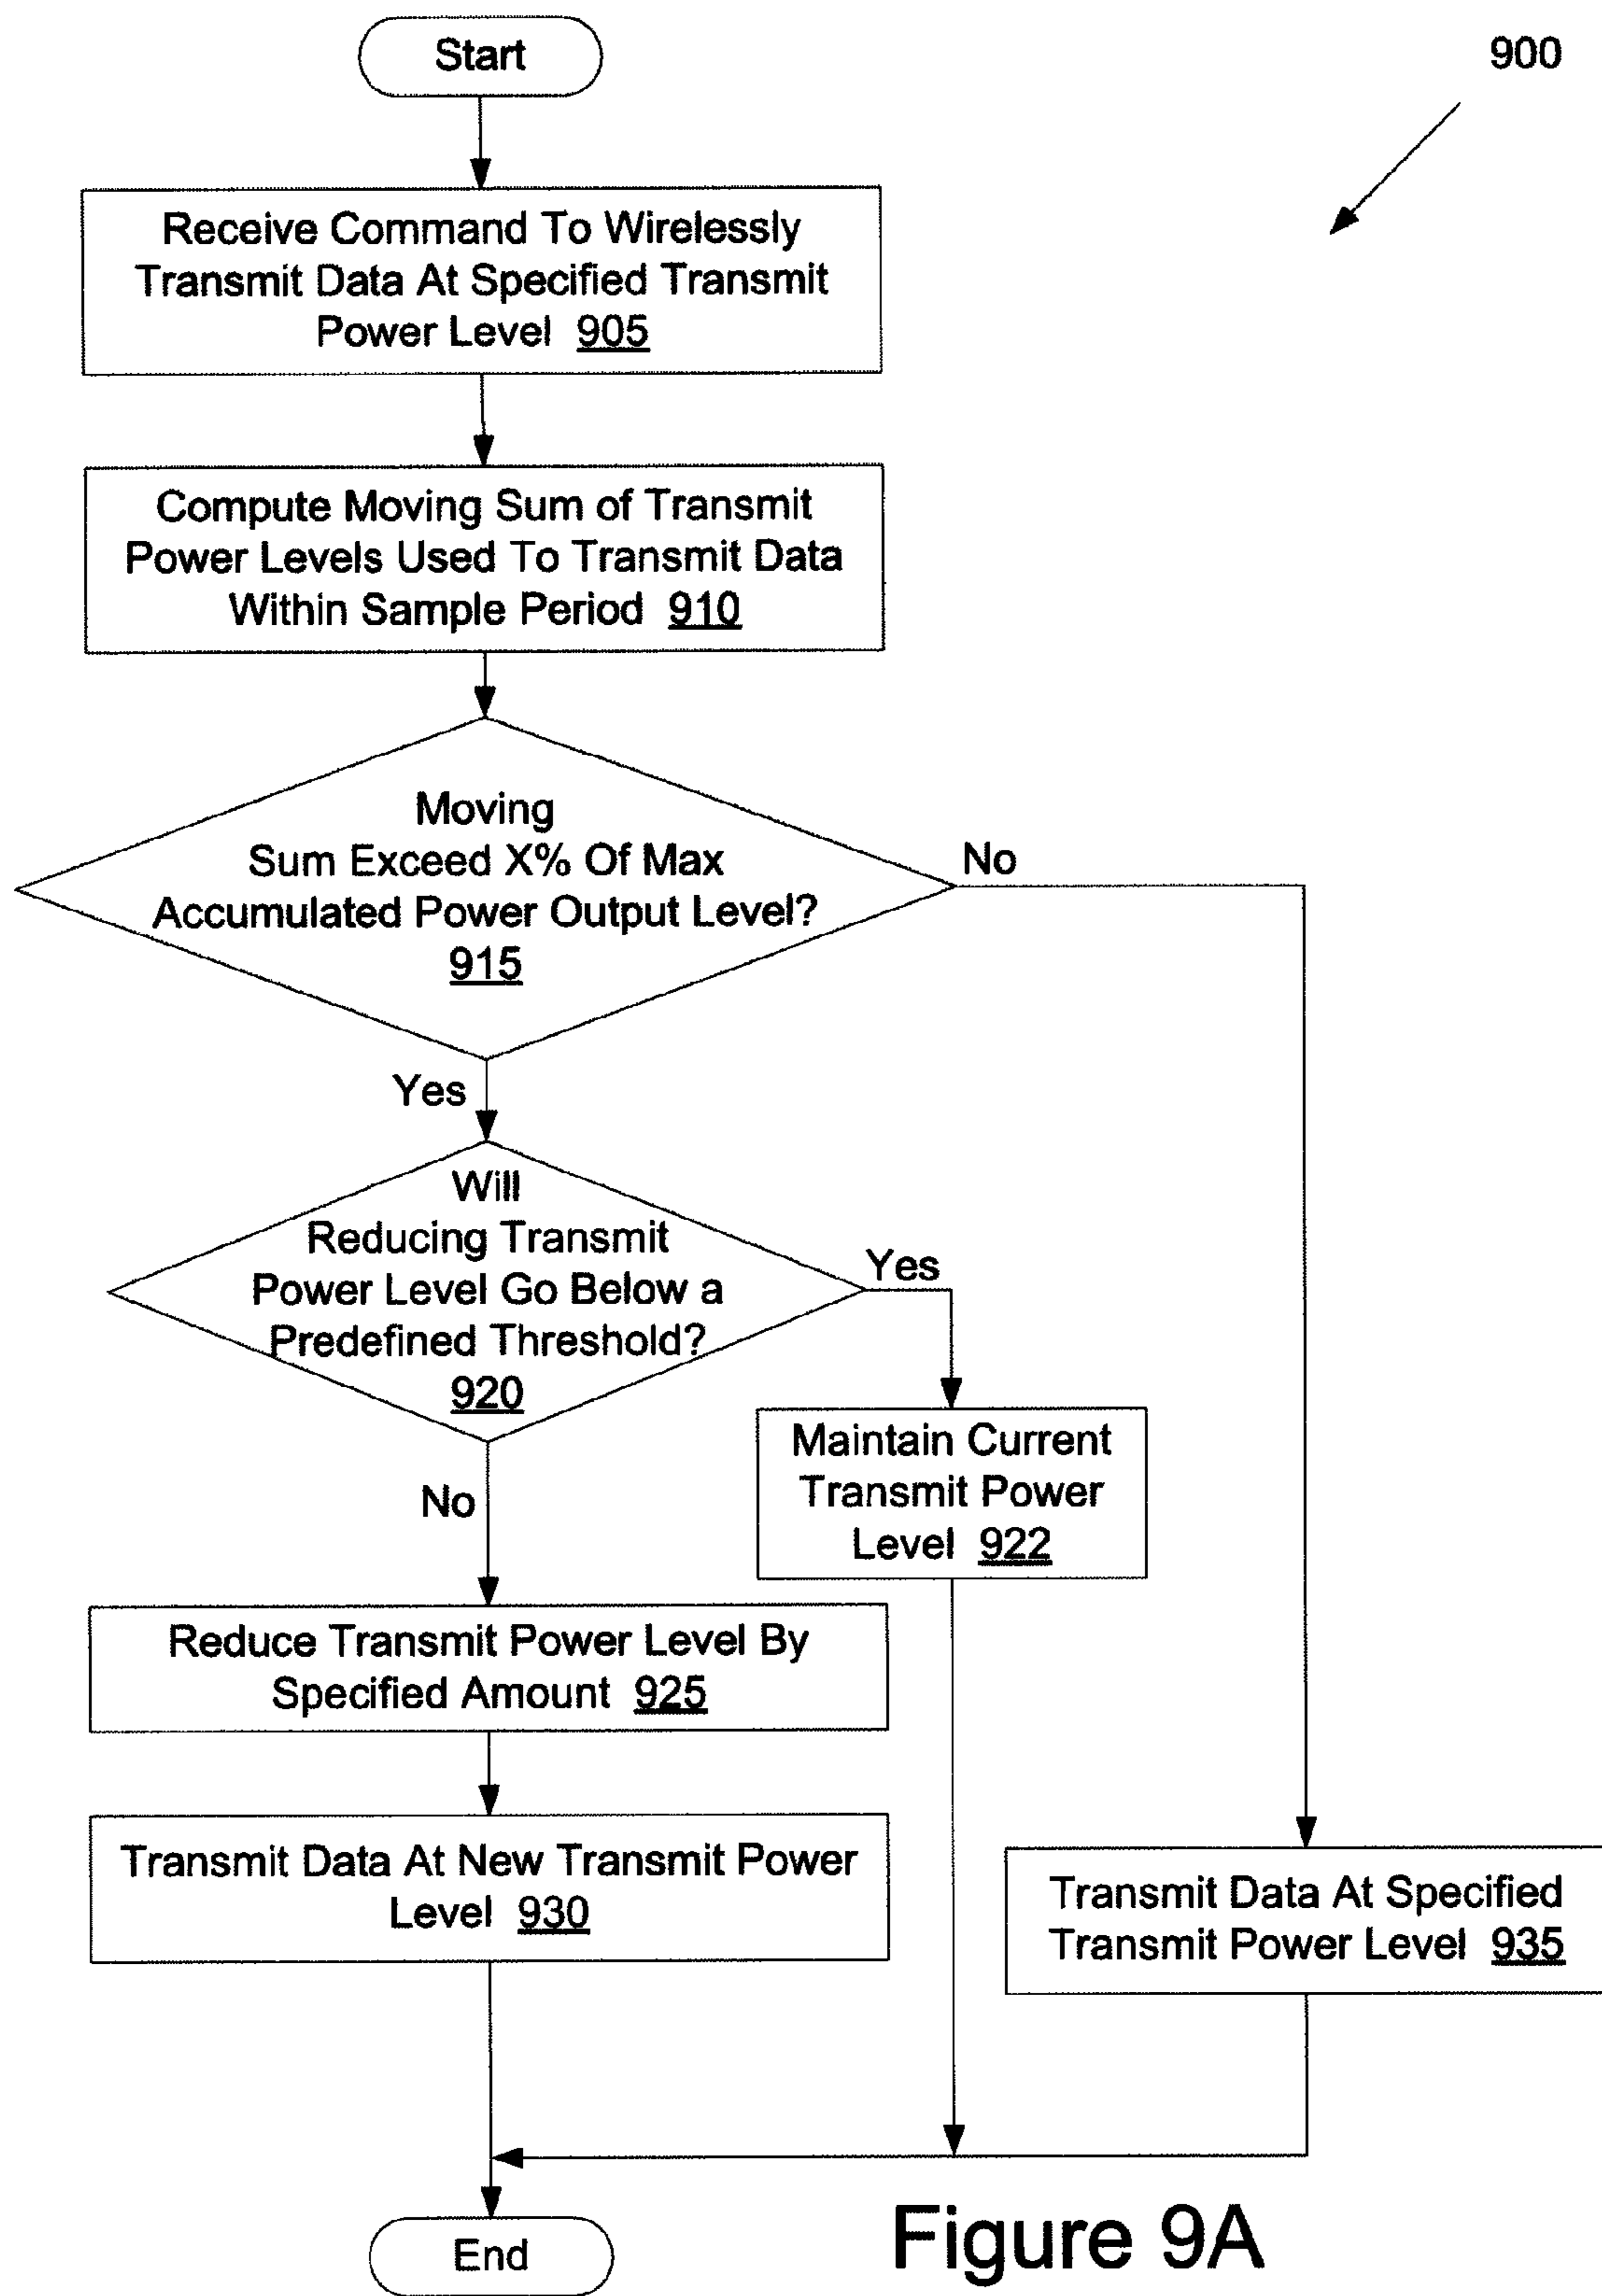 Start
900
Receive Command To Wirelessly
Transmit Data At Specified Transmit
Power Level 905
Compute Moving Sum of Transmit
Power Levels Used To Transmit Data
Within Sample Period 910
Moving
Sum Exceed X% Of Max
Accumulated Power Output Level?
915
No
Yes
Will
Reducing Transmit
Power Level Go Below a
Predefined Threshold?
920
Yes
No
Maintain Current
Transmit Power
Level 922
Reduce Transmit Power Level By
Specified Amount 925
Transmit Data At New Transmit Power
Level 930
Transmit Data At Specified
Transmit Power Level 935
End
Figure 9A